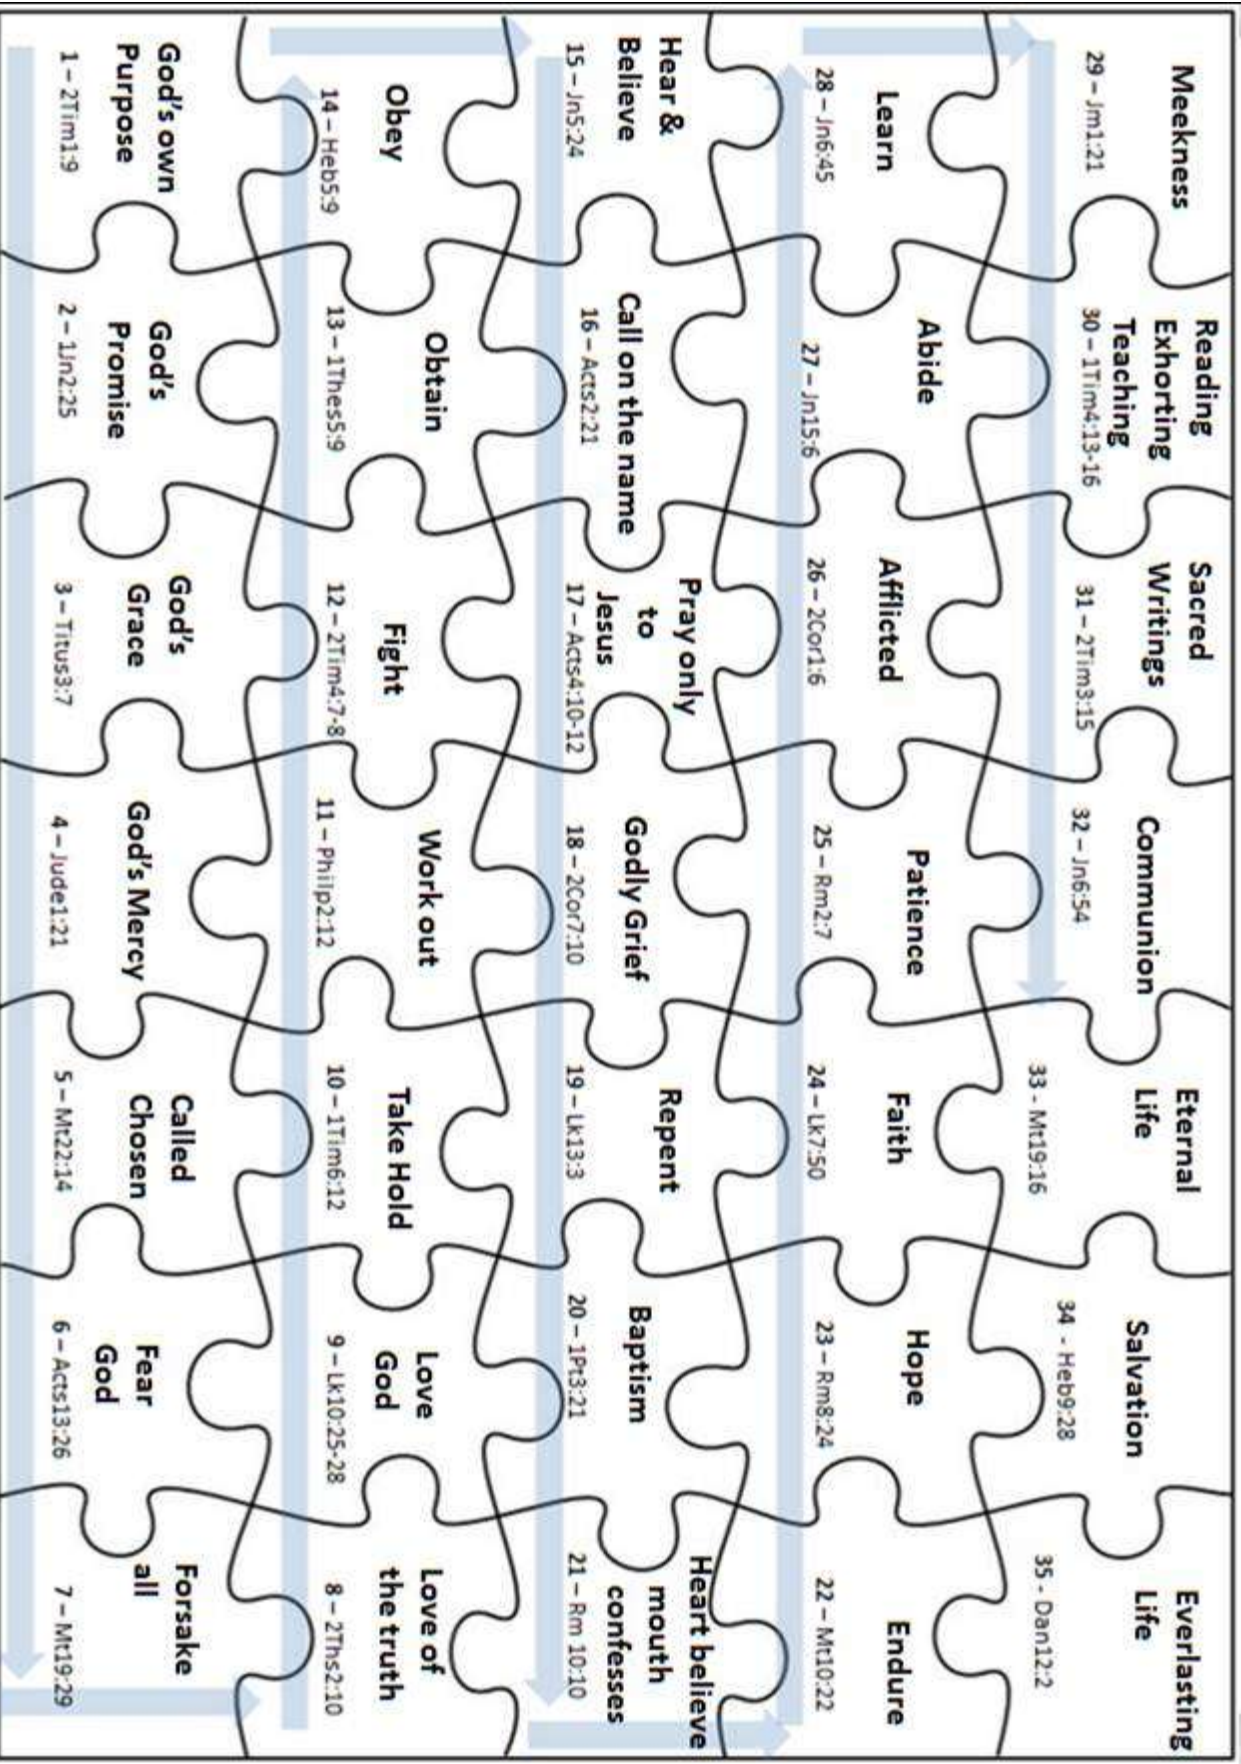 Meekness
29 – Jm1:21
Reading
Exhorting
Teaching
30 – 1Tim4:13-16
Sacred
Writings
31 – 2Tim3:15
Communion
32 – Jn6:54
Eternal
Life
33 - Mt19:16
Salvation
34 - Heb9:28
Everlasting
Life
35 - Dan12:2
Learn
28 – Jn6:45
Abide
27 – Jn15:6
Afflicted
26 – 2Cor1:6
Patience
25 – Rm2:7
Faith
24 – Lk7:50
Hope
23 – Rm8:24
Endure
22 – Mt10:22
Hear &
Believe
15 – Jn5:24
Call on the name
16 – Acts2:21
Pray only
to
Jesus
17 – Acts4:10-12
Godly Grief
18 – 2Cor7:10
Repent
19 – Lk13:3
Baptism
20 – 1Pt3:21
Heart believe
mouth
confesses
21 – Rm 10:10
Obey
14 – Heb5:9
Obtain
13 – 1Thes5:9
Fight
12 – 2Tim4:7-8
Work out
11 – Philp2:12
Take Hold
10 – 1Tim6:12
Love
God
9 – Lk10:25-28
Love of
the truth
8 – 2Ths2:10
God's own
Purpose
1 – 2Tim1:9
God's
Promise
2 – 1Jn2:25
God's
Grace
3 – Titus3:7
God's Mercy
4 – Jude1:21
Called
Chosen
5 – Mt22:14
Fear
God
6 – Acts13:26
Forsake
all
7 – Mt19:29